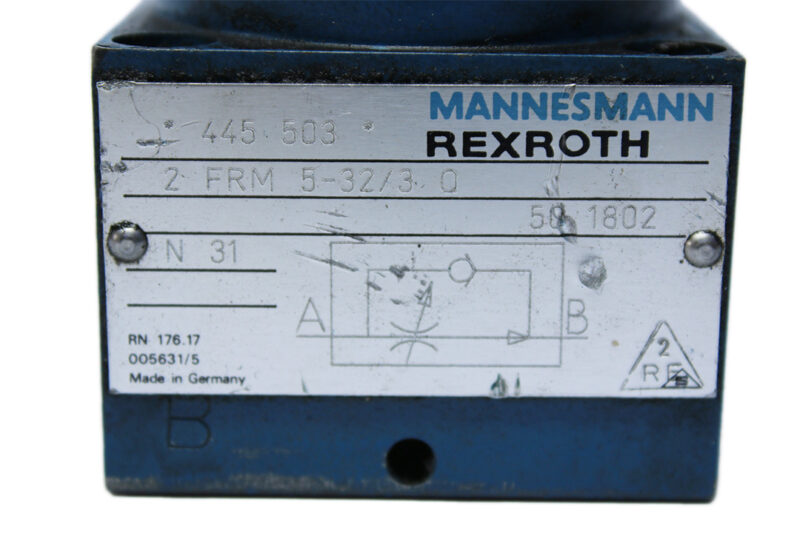 MANNESMANN
* 445 503 *
REXROTH
2 FRM 5-32/3 Q
58 1802
N 31
A
B
RN 176.17
005631/5
Made in Germany
2
RE
B